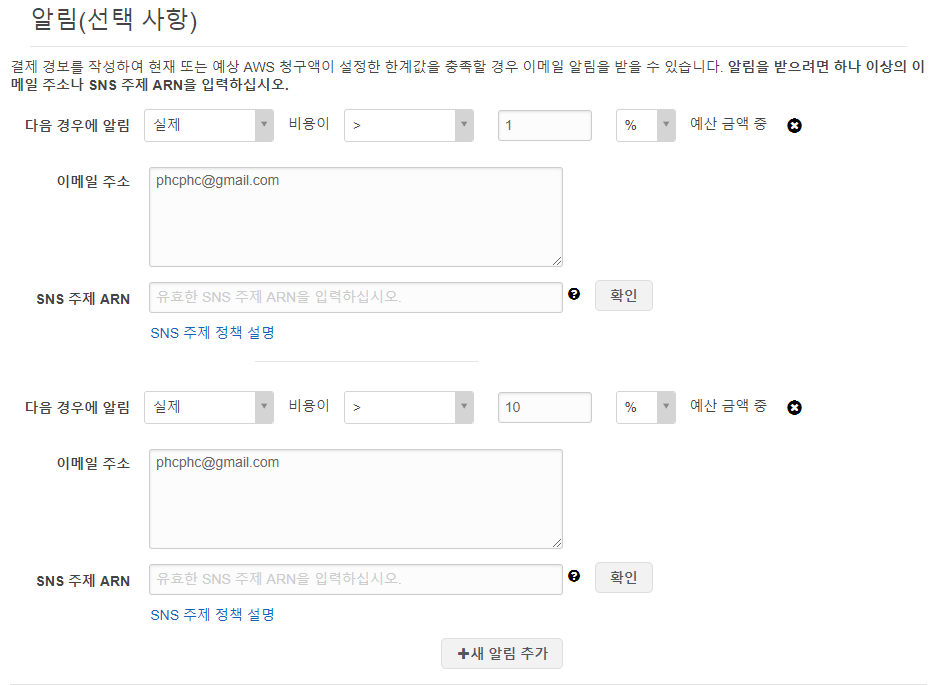 알림(선택 사항)
결제 경보를 작성하여 현재 또는 예상 AWS 청구액이 설정한 한계값을 충족할 경우 이메일 알림을 받을 수 있습니다. 알림을 받으려면 하나 이상의 이
메일 주소나 SNS 주제 ARN을 입력하십시오.
다음 경우에 알림 실제 비용이 > 1 % 예산 금액 중
이메일 주소 phcphc@gmail.com
SNS 주제 ARN 유효한 SNS 주제 ARN을 입력하십시오. 확인
SNS 주제 정책 설명
다음 경우에 알림 실제 비용이 > 10 % 예산 금액 중
이메일 주소 phcphc@gmail.com
SNS 주제 ARN 유효한 SNS 주제 ARN을 입력하십시오. 확인
SNS 주제 정책 설명
+새 알림 추가